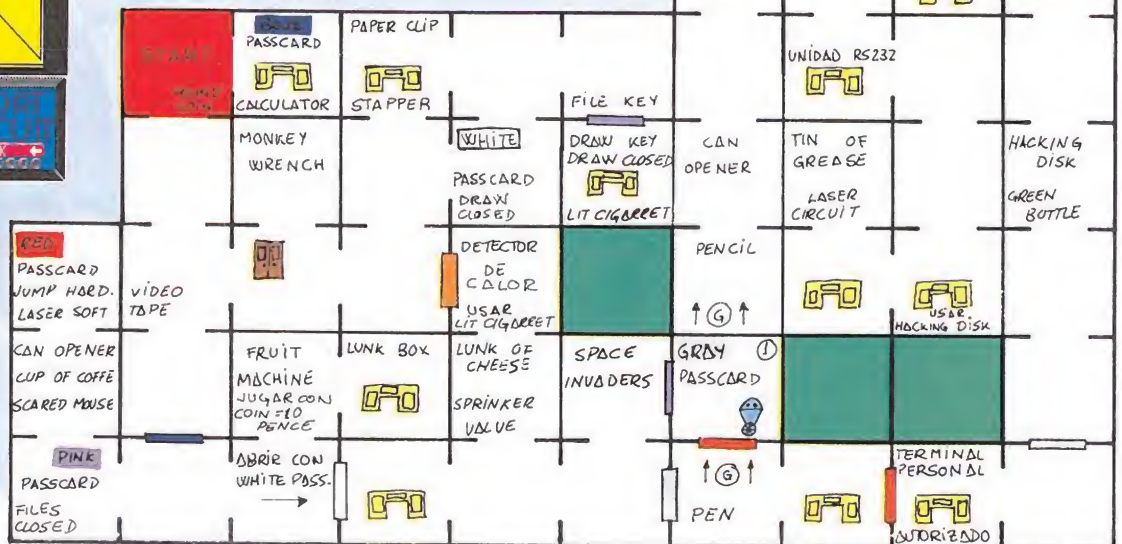 START
BLUE
PASSCARD
CALCULATOR
PAPER CLIP
STAPPER
FILE KEY
UNIDAD RS232
MONKEY
WRENCH
WHITE
PASSCARD
DRAW
CLOSED
DRAW KEY
DRAW CLOSED
LIT CIGARRET
CAN
OPENER
TIN OF
GREASE
LASER
CIRCUIT
HACKING
DISK
GREEN
BOTTLE
RED
PASSCARD
JUMP HARD.
LASER SOFT
VIDEO
TAPE
DETECTOR
DE
CALOR
USAR
LIT CIGARRET
PENCIL
↑ G ↑
USAR
HACKING DISK
CAN OPENER
CUP OF COFFE
SCARED MOUSE
FRUIT
MACHINE
JUGAR CON
COIN = 10
PENCE
LUNK BOX
LUNK OF
CHEESE
SPRINKER
VALUE
SPACE
INVADERS
GRAY 1
PASSCARD
PINK
PASSCARD
FILES
CLOSED
ABRIR CON
WHITE PASS.
→
↑ G ↑
PEN
TERMINAL
PERSONAL
AUTORIZADO